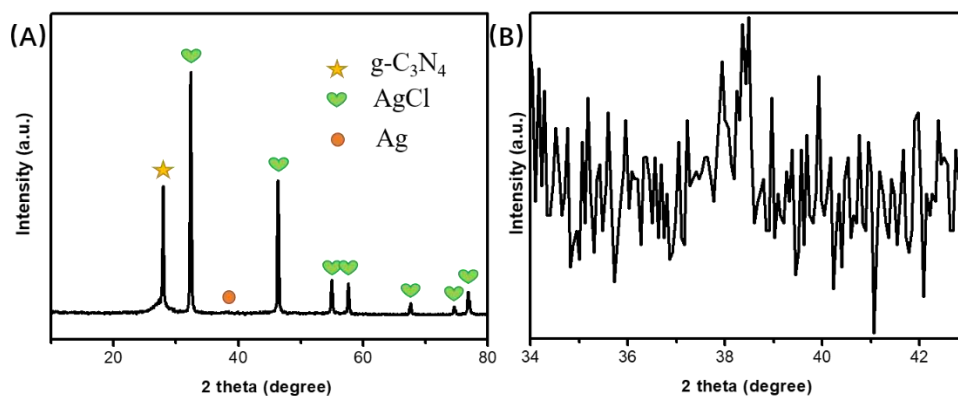 (A)
g-C₃N₄
AgCl
Ag
Intensity (a.u.)
20 40 60 80
2 theta (degree)
(B)
Intensity (a.u.)
34 36 38 40 42
2 theta (degree)